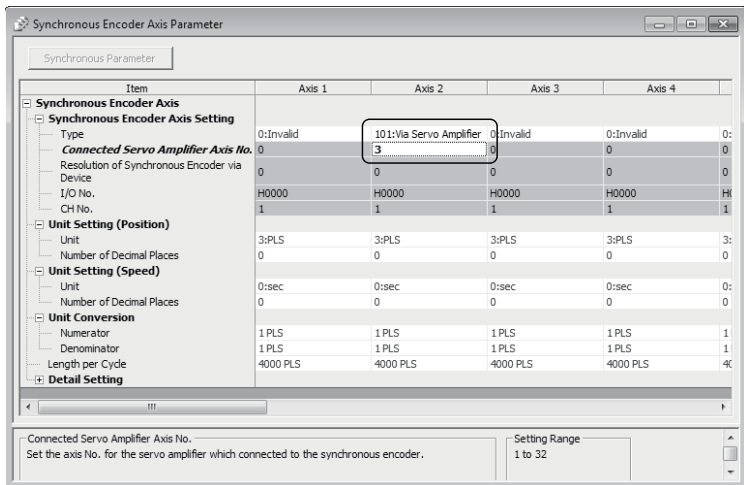 Synchronous Encoder Axis Parameter
Synchronous Parameter
Item Axis 1 Axis 2 Axis 3 Axis 4
Synchronous Encoder Axis
Synchronous Encoder Axis Setting
Type 0:Invalid 101:Via Servo Amplifier 0:Invalid 0:Invalid 0:
Connected Servo Amplifier Axis No. 0 3 0 0 0
Resolution of Synchronous Encoder via Device 0 0 0 0 0
I/O No. H0000 H0000 H0000 H0000
CH No. 1 1 1 1 1
Unit Setting (Position)
Unit 3:PLS 3:PLS 3:PLS 3:PLS 3:
Number of Decimal Places 0 0 0 0 0
Unit Setting (Speed)
Unit 0:sec 0:sec 0:sec 0:sec 0:
Number of Decimal Places 0 0 0 0 0
Unit Conversion
Numerator 1 PLS 1 PLS 1 PLS 1 PLS 1
Denominator 1 PLS 1 PLS 1 PLS 1 PLS 1
Length per Cycle 4000 PLS 4000 PLS 4000 PLS 4000 PLS
Detail Setting
Connected Servo Amplifier Axis No.
Set the axis No. for the servo amplifier which connected to the synchronous encoder.
Setting Range
1 to 32